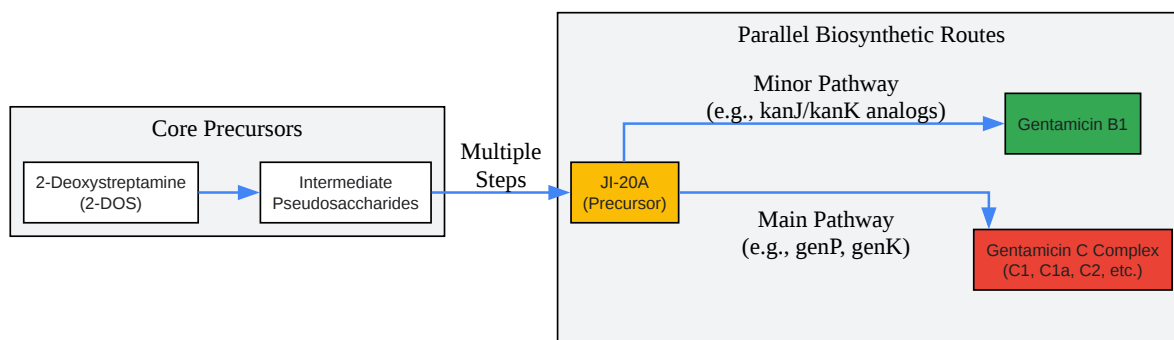 Parallel Biosynthetic Routes
Core Precursors
2-Deoxystreptamine
(2-DOS)
Intermediate
Pseudosaccharides
Multiple
Steps
JI-20A
(Precursor)
Minor Pathway
(e.g., kanJ/kanK analogs)
Gentamicin B1
Main Pathway
(e.g., genP, genK)
Gentamicin C Complex
(C1, C1a, C2, etc.)